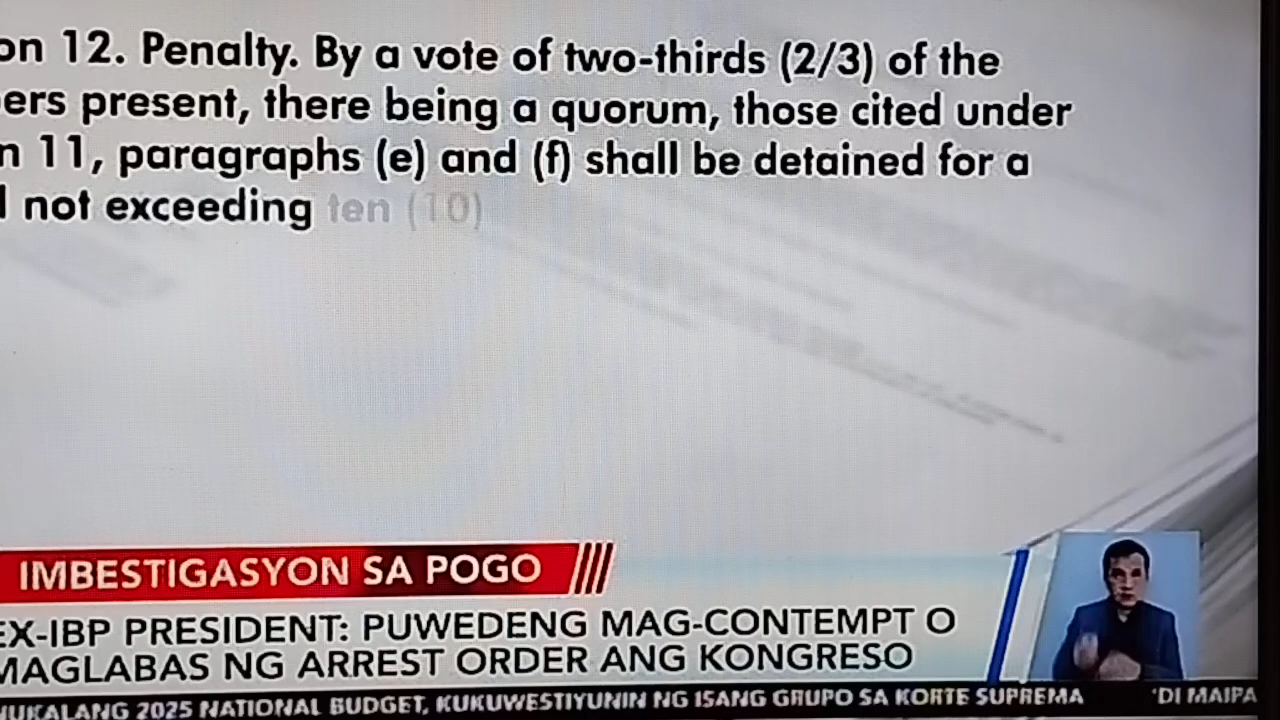 on 12. Penalty. By a vote of two-thirds (2/3) of the
ers present, there being a quorum, those cited under
n 11, paragraphs (e) and (f) shall be detained for a
not exceeding ten (10)
IMBESTIGASYON SA POGO
EX-IBP PRESIDENT: PUWEDENG MAG-CONTEMPT O
MAGLABAS NG ARREST ORDER ANG KONGRESO
NUKALANG 2025 NATIONAL BUDGET, KUKUWESTIYUNIN NG ISANG GRUPO SA KORTE SUPREMA 'DI MAIPA